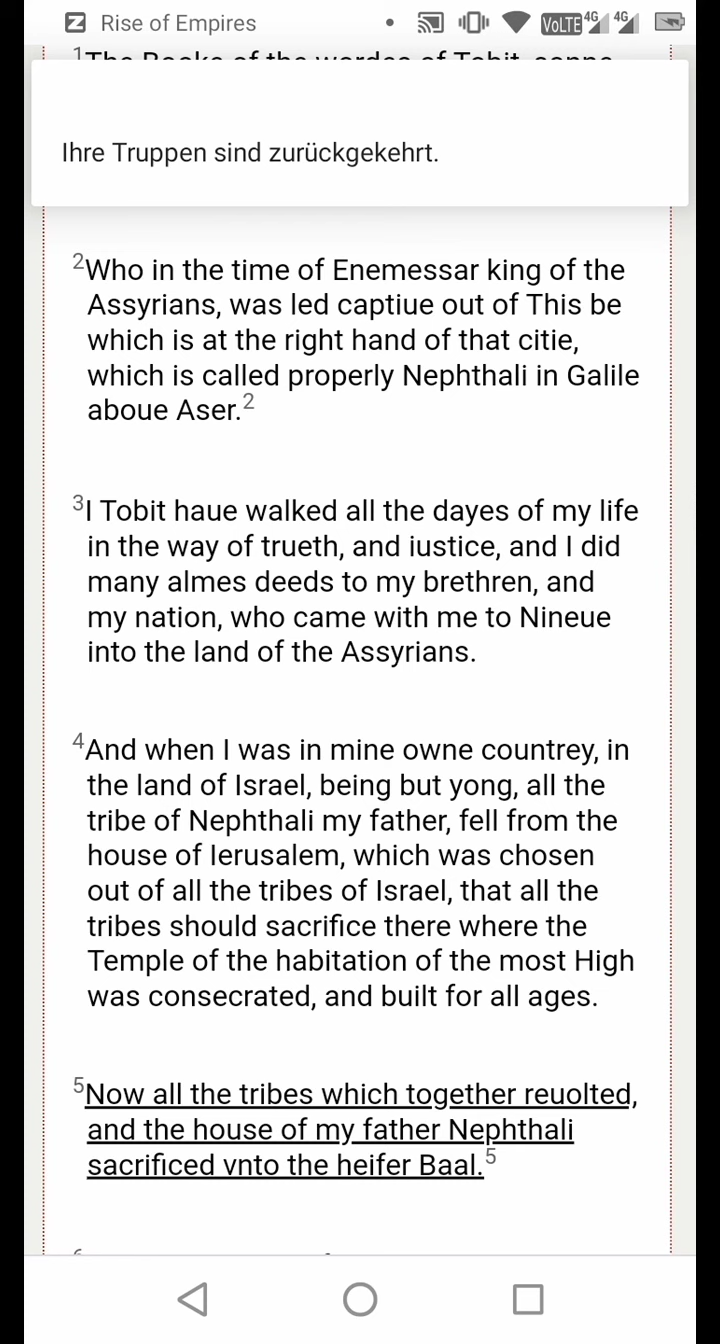 Rise of Empires
VoLTE 4G 4G
1The Booke of the wordes of Tobit, sonne
Ihre Truppen sind zurückgekehrt.
2Who in the time of Enemessar king of the
Assyrians, was led captiue out of This be
which is at the right hand of that citie,
which is called properly Nephthali in Galile
aboue Aser.2
3I Tobit haue walked all the dayes of my life
in the way of trueth, and iustice, and I did
many almes deeds to my brethren, and
my nation, who came with me to Nineue
into the land of the Assyrians.
4And when I was in mine owne countrey, in
the land of Israel, being but yong, all the
tribe of Nephthali my father, fell from the
house of Ierusalem, which was chosen
out of all the tribes of Israel, that all the
tribes should sacrifice there where the
Temple of the habitation of the most High
was consecrated, and built for all ages.
5Now all the tribes which together reuolted,
and the house of my father Nephthali
sacrificed vnto the heifer Baal.5